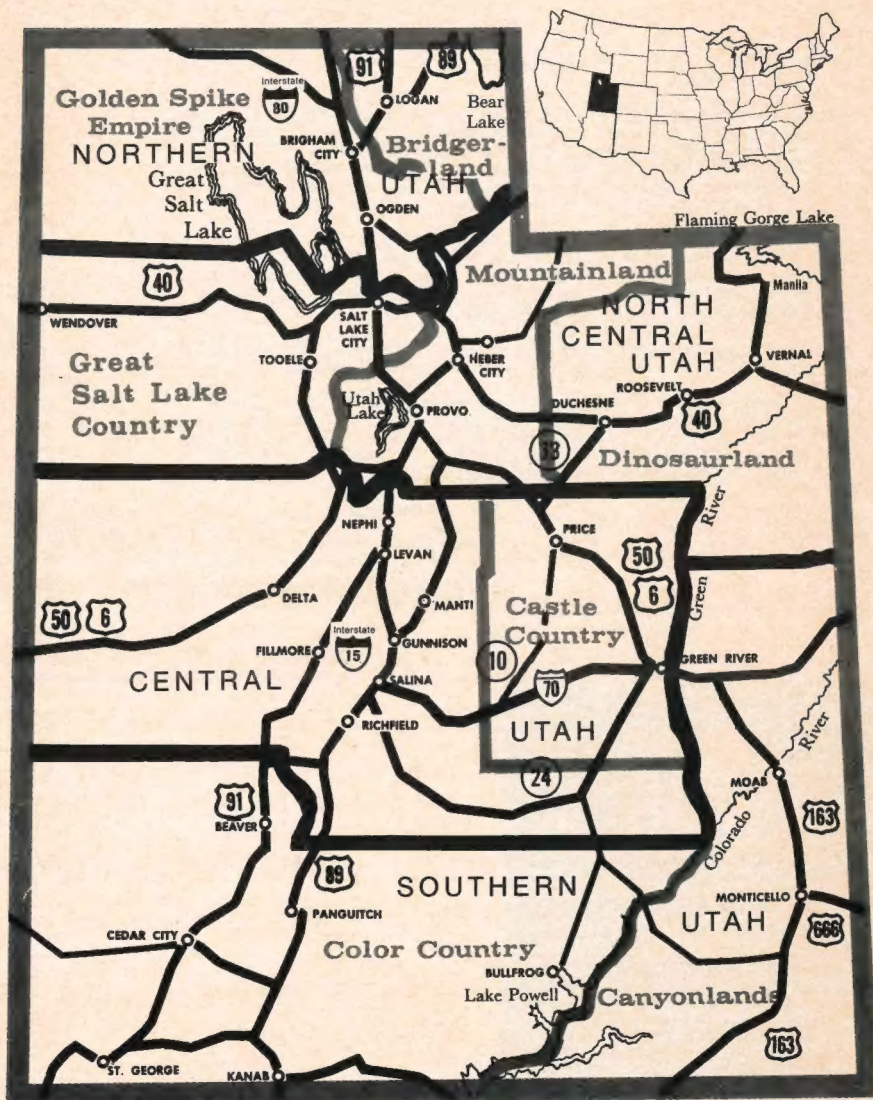 91
89
Interstate
80
LOGAN
Bear
Lake
Golden Spike
Empire
NORTHERN
BRIGHAM
CITY
Bridger-
land
UTAH
Great
Salt
Lake
OGDEN
Flaming Gorge Lake
40
Mountainland
Manila
WENDOVER
SALT
LAKE
CITY
NORTH
CENTRAL
UTAH
TOOELE
HEBER
CITY
VERNAL
Great
Salt Lake
Country
ROOSEVELT
Utah
Lake
PROVO
DUCHESNE
40
33
Dinosaurland
River
NEPHI
PRICE
LEVAN
50
6
Green
DELTA
MANTI
50
6
Castle
Country
Interstate
15
FILLMORE
GUNNISON
10
GREEN RIVER
CENTRAL
SALINA
70
RICHFIELD
UTAH
River
24
MOAB
91
BEAVER
163
Colorado
89
SOUTHERN
MONTICELLO
PANGUITCH
UTAH
666
CEDAR CITY
Color Country
BULLFROG
Lake Powell
Canyonlands
163
ST. GEORGE
KANAB